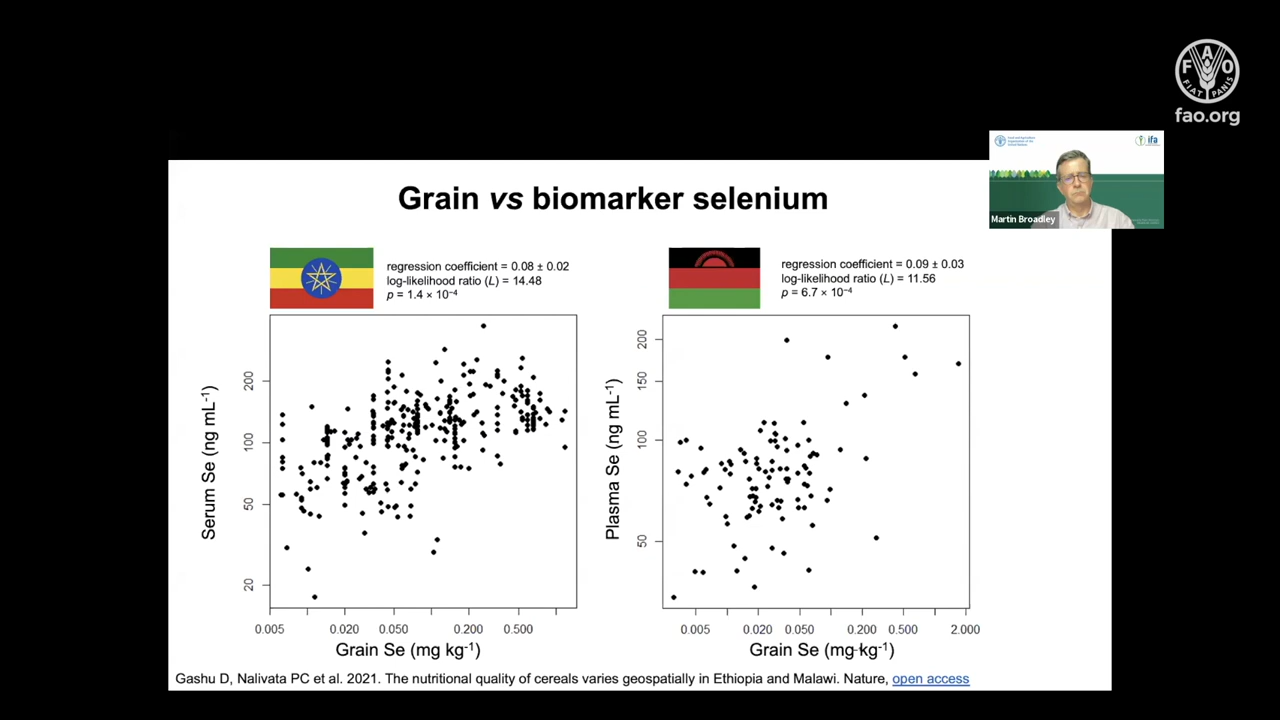 F A O
FIAT PANIS
fao.org
ifa
Martin Broadley
Grain vs biomarker selenium
regression coefficient = 0.08 ± 0.02
log-likelihood ratio (L) = 14.48
p = 1.4 × 10⁻⁴
regression coefficient = 0.09 ± 0.03
log-likelihood ratio (L) = 11.56
p = 6.7 × 10⁻⁴
Serum Se (ng mL⁻¹)
200
100
50
20
0.005 0.020 0.050 0.200 0.500
Grain Se (mg kg⁻¹)
Plasma Se (ng mL⁻¹)
200
150
100
50
0.005 0.020 0.050 0.200 0.500 2.000
Grain Se (mg kg⁻¹)
Gashu D, Nalivata PC et al. 2021. The nutritional quality of cereals varies geospatially in Ethiopia and Malawi. Nature, open access